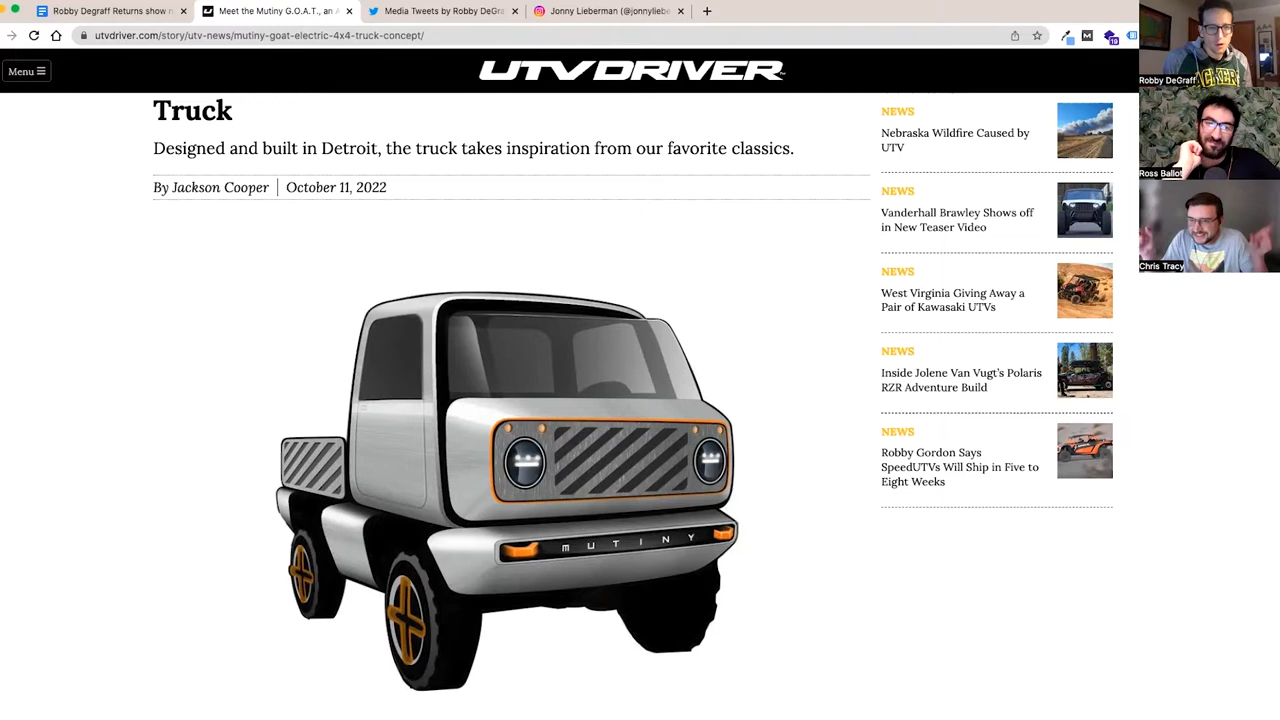 Robby Degraff Returns show n
Meet the Mutiny G.O.A.T., an A
Media Tweets by Robby DeGra
Jonny Lieberman (@jonnyliebe
utvdriver.com/story/utv-news/mutiny-goat-electric-4x4-truck-concept/
Menu
UTV DRIVER
Truck
Designed and built in Detroit, the truck takes inspiration from our favorite classics.
By Jackson Cooper
October 11, 2022
MUTINY
NEWS
Nebraska Wildfire Caused by
UTV
NEWS
Vanderhall Brawley Shows off
in New Teaser Video
NEWS
West Virginia Giving Away a
Pair of Kawasaki UTVs
NEWS
Inside Jolene Van Vugt's Polaris
RZR Adventure Build
NEWS
Robby Gordon Says
SpeedUTVs Will Ship in Five to
Eight Weeks
Robby DeGraff
Ross Ballot
Chris Tracy